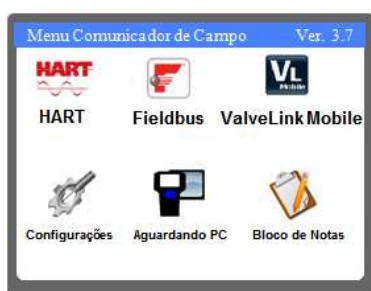 Menu Comunicador de Campo Ver. 3.7
HART VL
Mobile
HART Fieldbus ValveLink Mobile
Configurações Aguardando PC Bloco de Notas